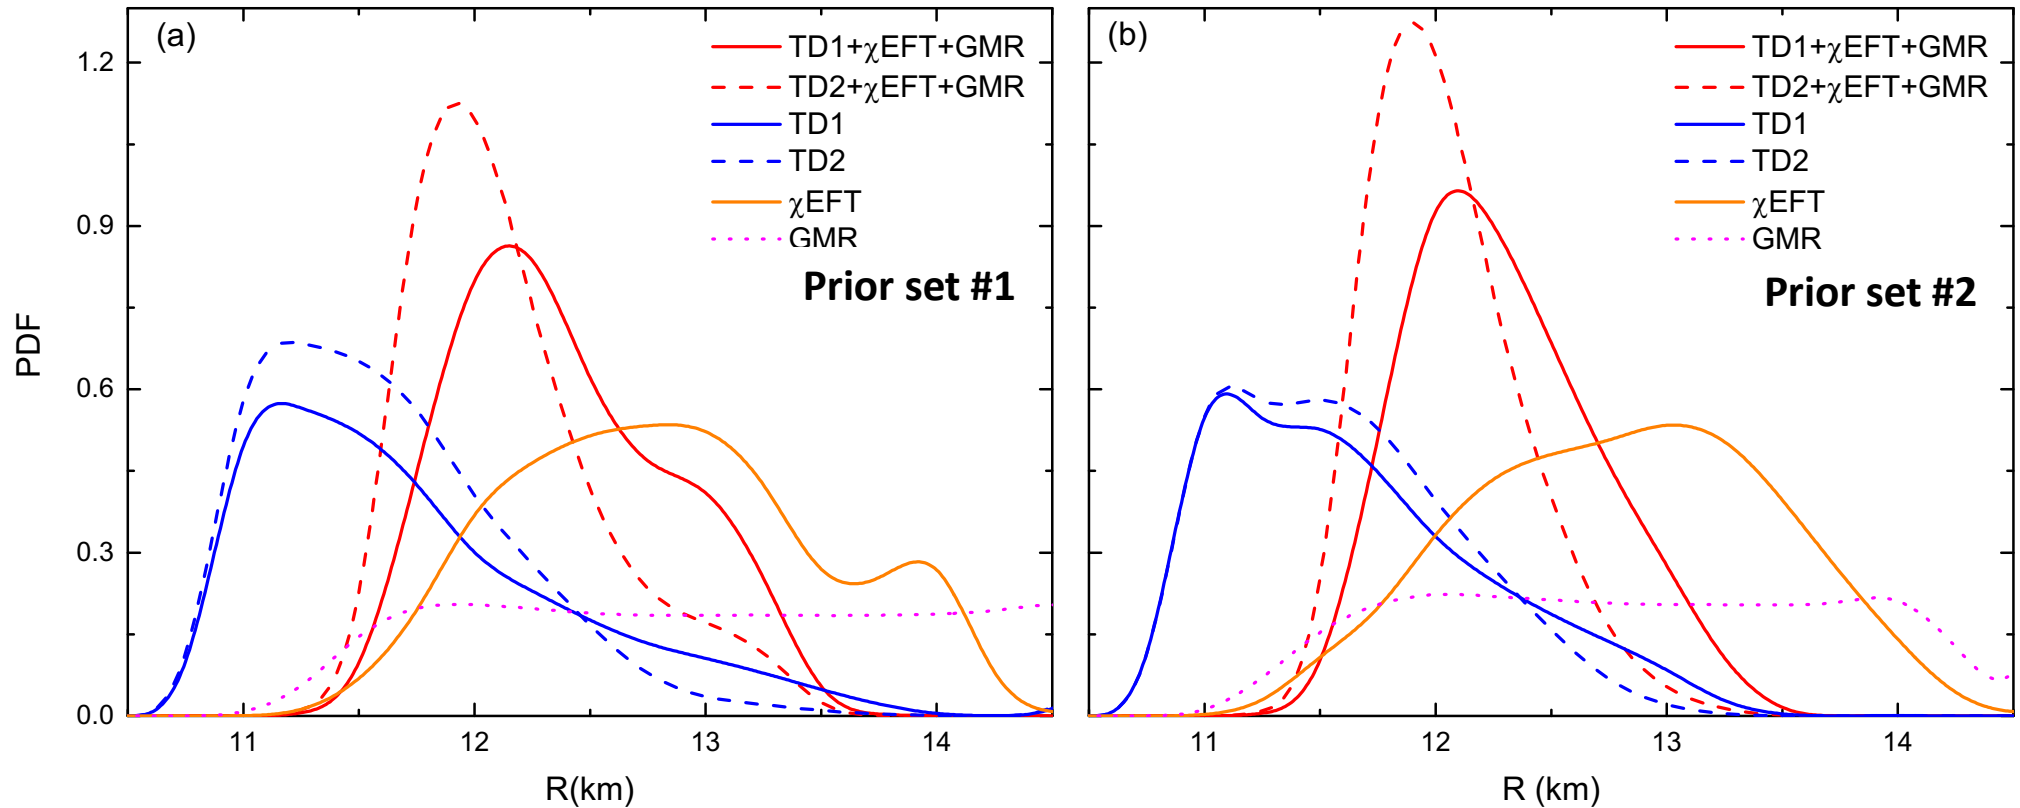 (a)
TD1+χEFT+GMR
TD2+χEFT+GMR
TD1
TD2
χEFT
GMR
Prior set #1
PDF
1.2
0.9
0.6
0.3
0.0
11
12
13
14
R(km)
(b)
TD1+χEFT+GMR
TD2+χEFT+GMR
TD1
TD2
χEFT
GMR
Prior set #2
11
12
13
14
R (km)